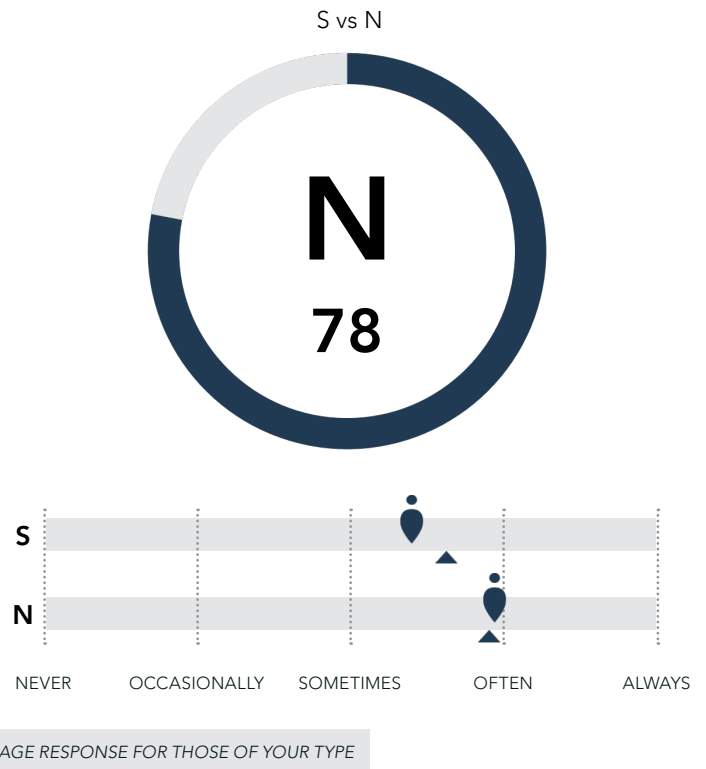 S vs N
N
78
S
N
NEVER OCCASIONALLY SOMETIMES OFTEN ALWAYS
AGE RESPONSE FOR THOSE OF YOUR TYPE